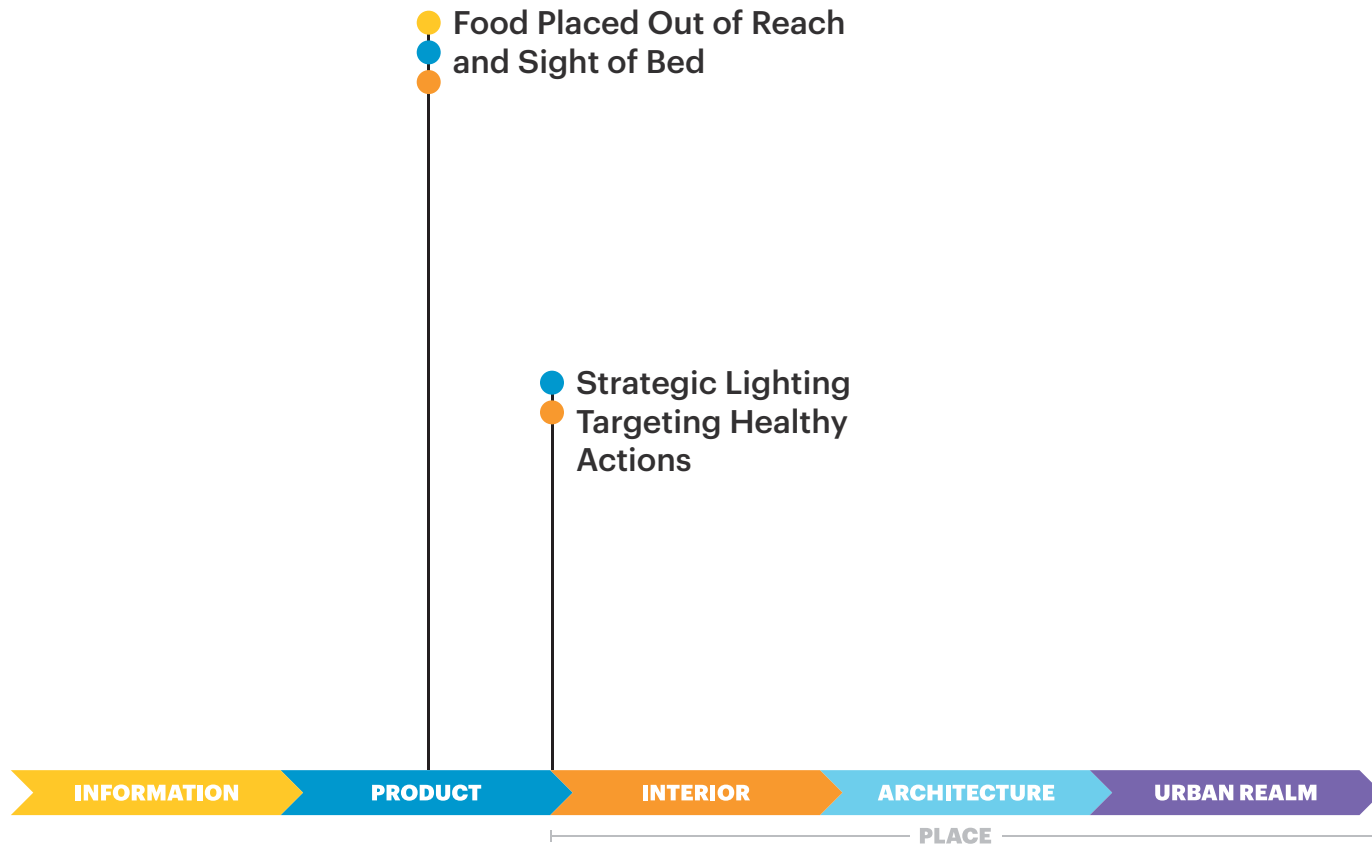 Food Placed Out of Reach
and Sight of Bed
Strategic Lighting
Targeting Healthy
Actions
INFORMATION
PRODUCT
INTERIOR
ARCHITECTURE
URBAN REALM
PLACE